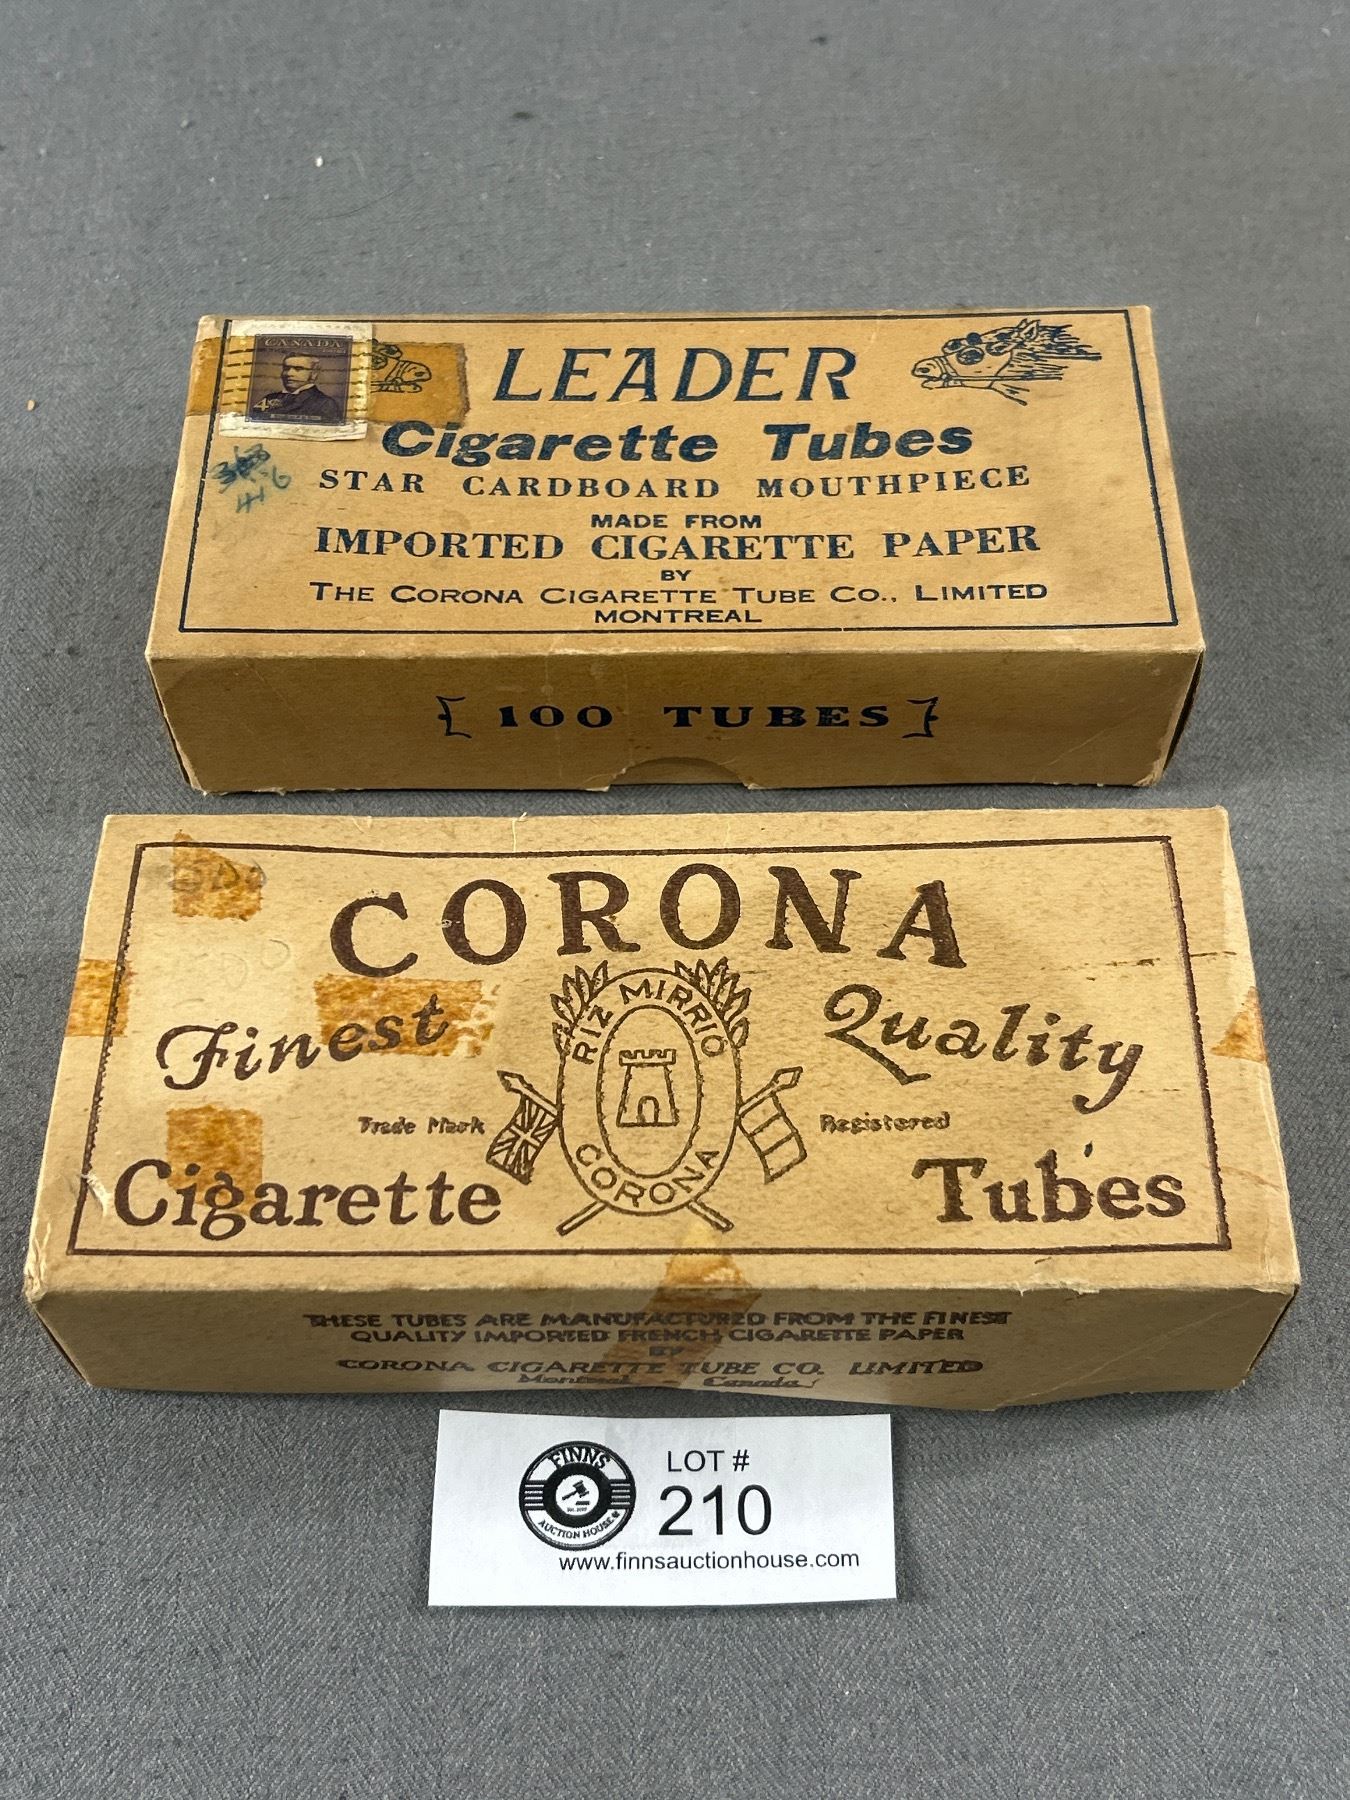 CANADA
4
LEADER
Cigarette Tubes
STAR CARDBOARD MOUTHPIECE
MADE FROM
IMPORTED CIGARETTE PAPER
BY
THE CORONA CIGARETTE TUBE CO., LIMITED
MONTREAL
[ 100 TUBES ]
CORONA
Finest Quality
RIZ MIRRIO
CORONA
Trade Mark Registered
Cigarette Tubes
THESE TUBES ARE MANUFACTURED FROM THE FINEST
QUALITY IMPORTED FRENCH CIGARETTE PAPER
BY
CORONA CIGARETTE TUBE CO. LIMITED
Montreal - Canada
FINNS
AUCTION HOUSE
LOT #
210
www.finnsauctionhouse.com